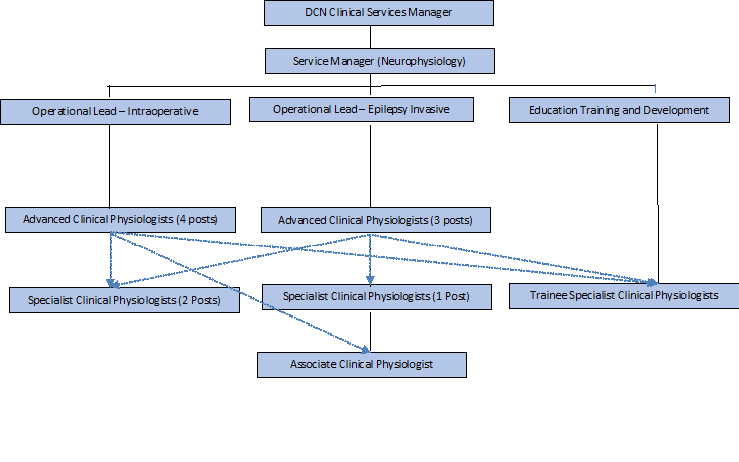 DCN Clinical Services Manager
Service Manager (Neurophysiology)
Operational Lead – Intraoperative
Operational Lead – Epilepsy Invasive
Education Training and Development
Advanced Clinical Physiologists (4 posts)
Advanced Clinical Physiologists (3 posts)
Specialist Clinical Physiologists (2 Posts)
Specialist Clinical Physiologists (1 Post)
Trainee Specialist Clinical Physiologists
Associate Clinical Physiologist